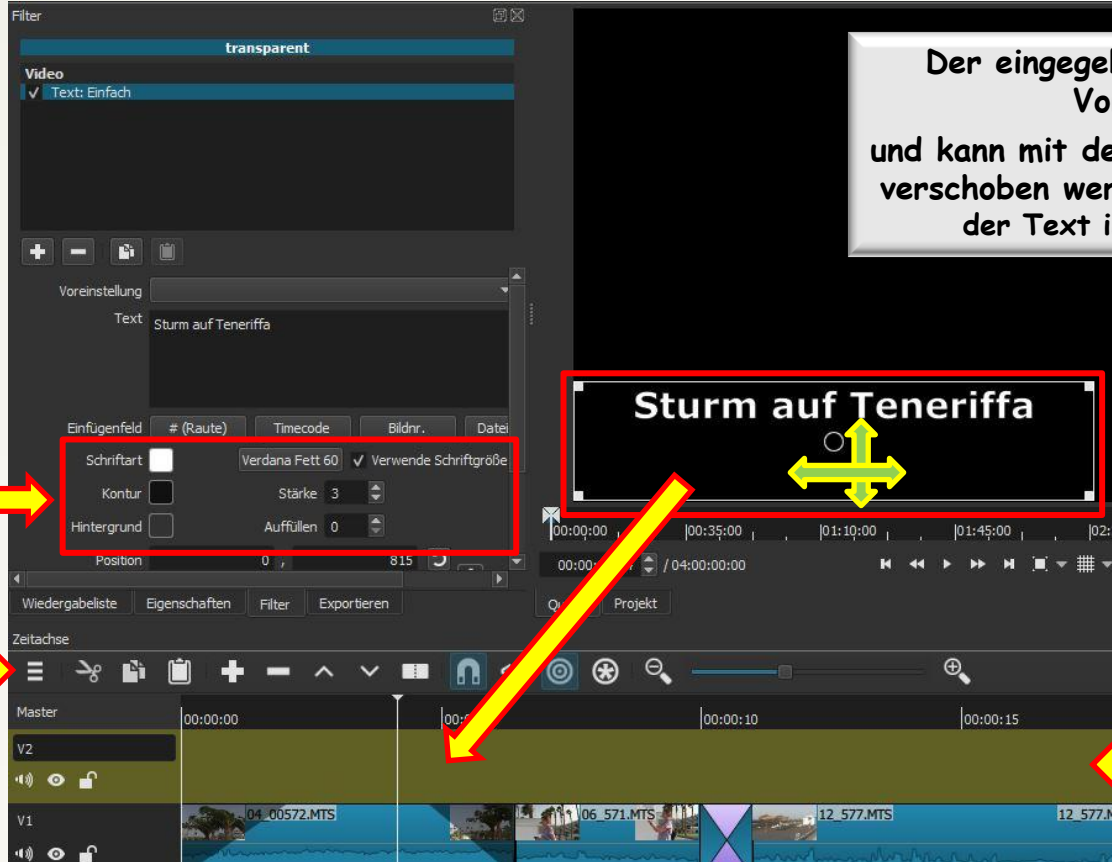 Filter
transparent
Video
✓ Text: Einfach
Voreinstellung
Text
Sturm auf Teneriffa
Einfügenfeld # (Raute) Timecode Bildnr. Datei
Schriftart Verdana Fett 60 ✓ Verwende Schriftgröße
Kontur Stärke 3
Hintergrund Auffüllen 0
Position 0 , 815
Wiedergabeliste Eigenschaften Filter Exportieren
Der
und kann mit
verschoben
der Text
Sturm auf Teneriffa
00:00:00 00:35:00 01:10:00 01:45:00
/ 04:00:00:00
Projekt
Zeitachse
Master 00:00:00 00:00:10 00:00:15
V2
V1 04_00572.MTS 06_571.MTS 12_577.MTS